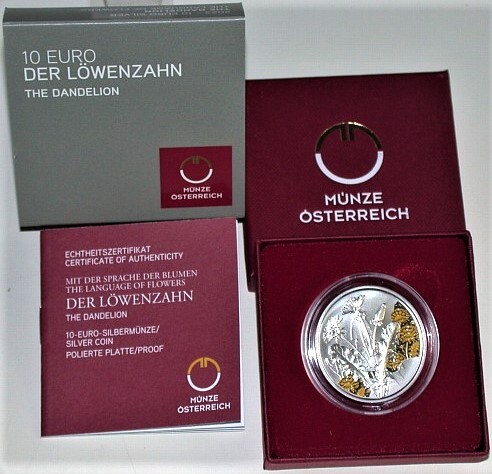 10 EURO
DER LÖWENZAHN
THE DANDELION
MÜNZE
ÖSTERREICH
MÜNZE
ÖSTERREICH
ECHTHEITSZERTIFIKAT
CERTIFICATE OF AUTHENTICITY
MIT DER SPRACHE DER BLUMEN
THE LANGUAGE OF FLOWERS
DER LÖWENZAHN
THE DANDELION
10-EURO-SILBERMÜNZE/
SILVER COIN
POLIERTE PLATTE/PROOF
MÜNZE
ÖSTERREICH